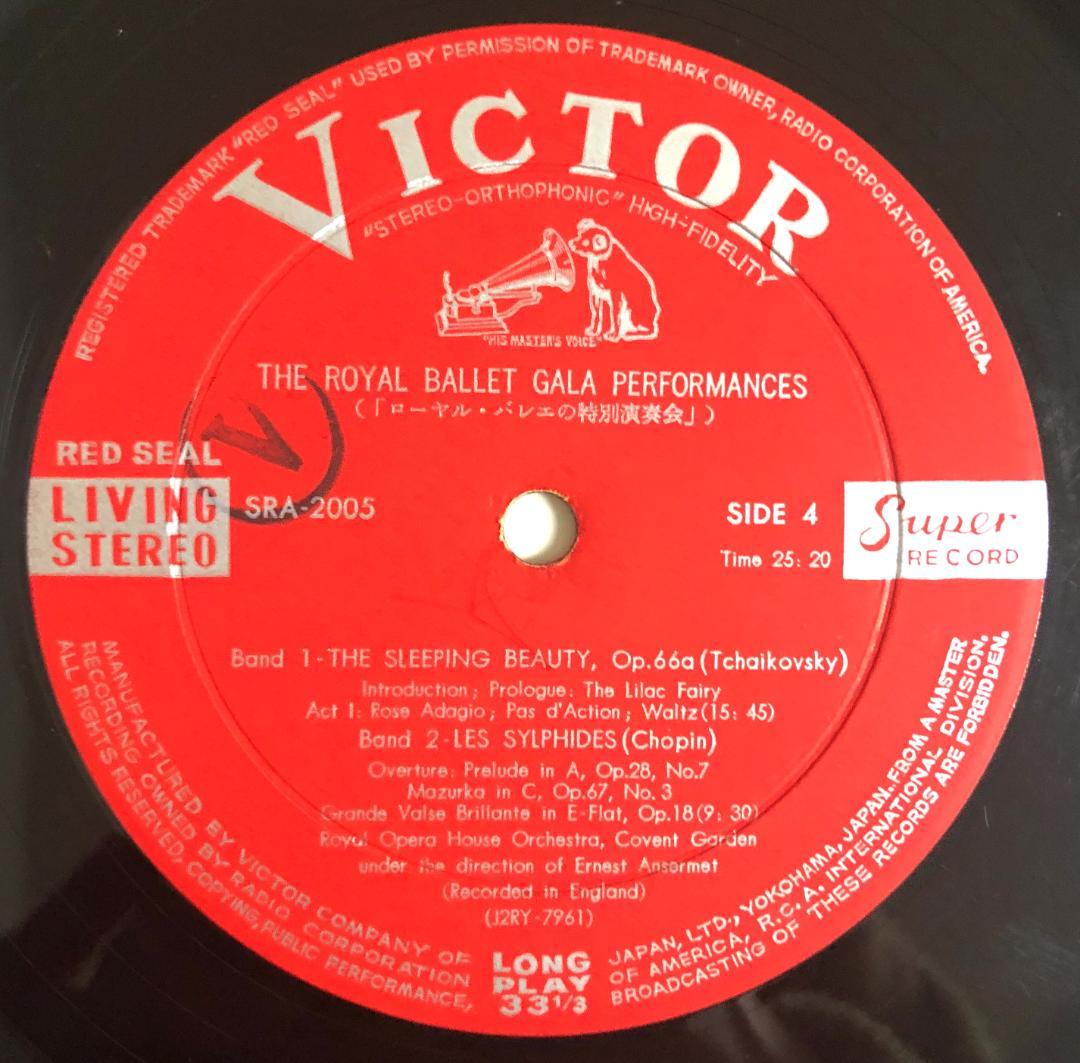 REGISTERED TRADEMARK "RED SEAL" USED BY PERMISSION OF TRADEMARK OWNER, RADIO CORPORATION OF AMERICA.
VICTOR
"STEREO-ORTHOPHONIC" HIGH-FIDELITY
"HIS MASTER'S VOICE"
THE ROYAL BALLET GALA PERFORMANCES
(「ローヤル・バレエの特別演奏会」)
V
RED SEAL
LIVING
STEREO
SRA-2005
SIDE 4
Time 25: 20
Super
RECORD
Band 1-THE SLEEPING BEAUTY, Op.66a(Tchaikovsky)
Introduction; Prologue: The Lilac Fairy
Act 1: Rose Adagio; Pas d'Action; Waltz(15: 45)
Band 2-LES SYLPHIDES(Chopin)
Overture: Prelude in A, Op.28, No.7
Mazurka in C, Op.67, No.3
Grande Valse Brillante in E-Flat, Op.18(9: 30)
Royal Opera House Orchestra, Covent Garden
under the direction of Ernest Ansermet
(Recorded in England)
(J2RY-7961)
LONG
PLAY
33 1/3
MANUFACTURED BY VICTOR COMPANY OF JAPAN, LTD., YOKOHAMA, JAPAN. FROM A MASTER
RECORDING OWNED BY RADIO CORPORATION OF AMERICA, R.C.A. INTERNATIONAL DIVISION.
ALL RIGHTS RESERVED, COPYING, PUBLIC PERFORMANCE, BROADCASTING OF THESE RECORDS ARE FORBIDDEN.